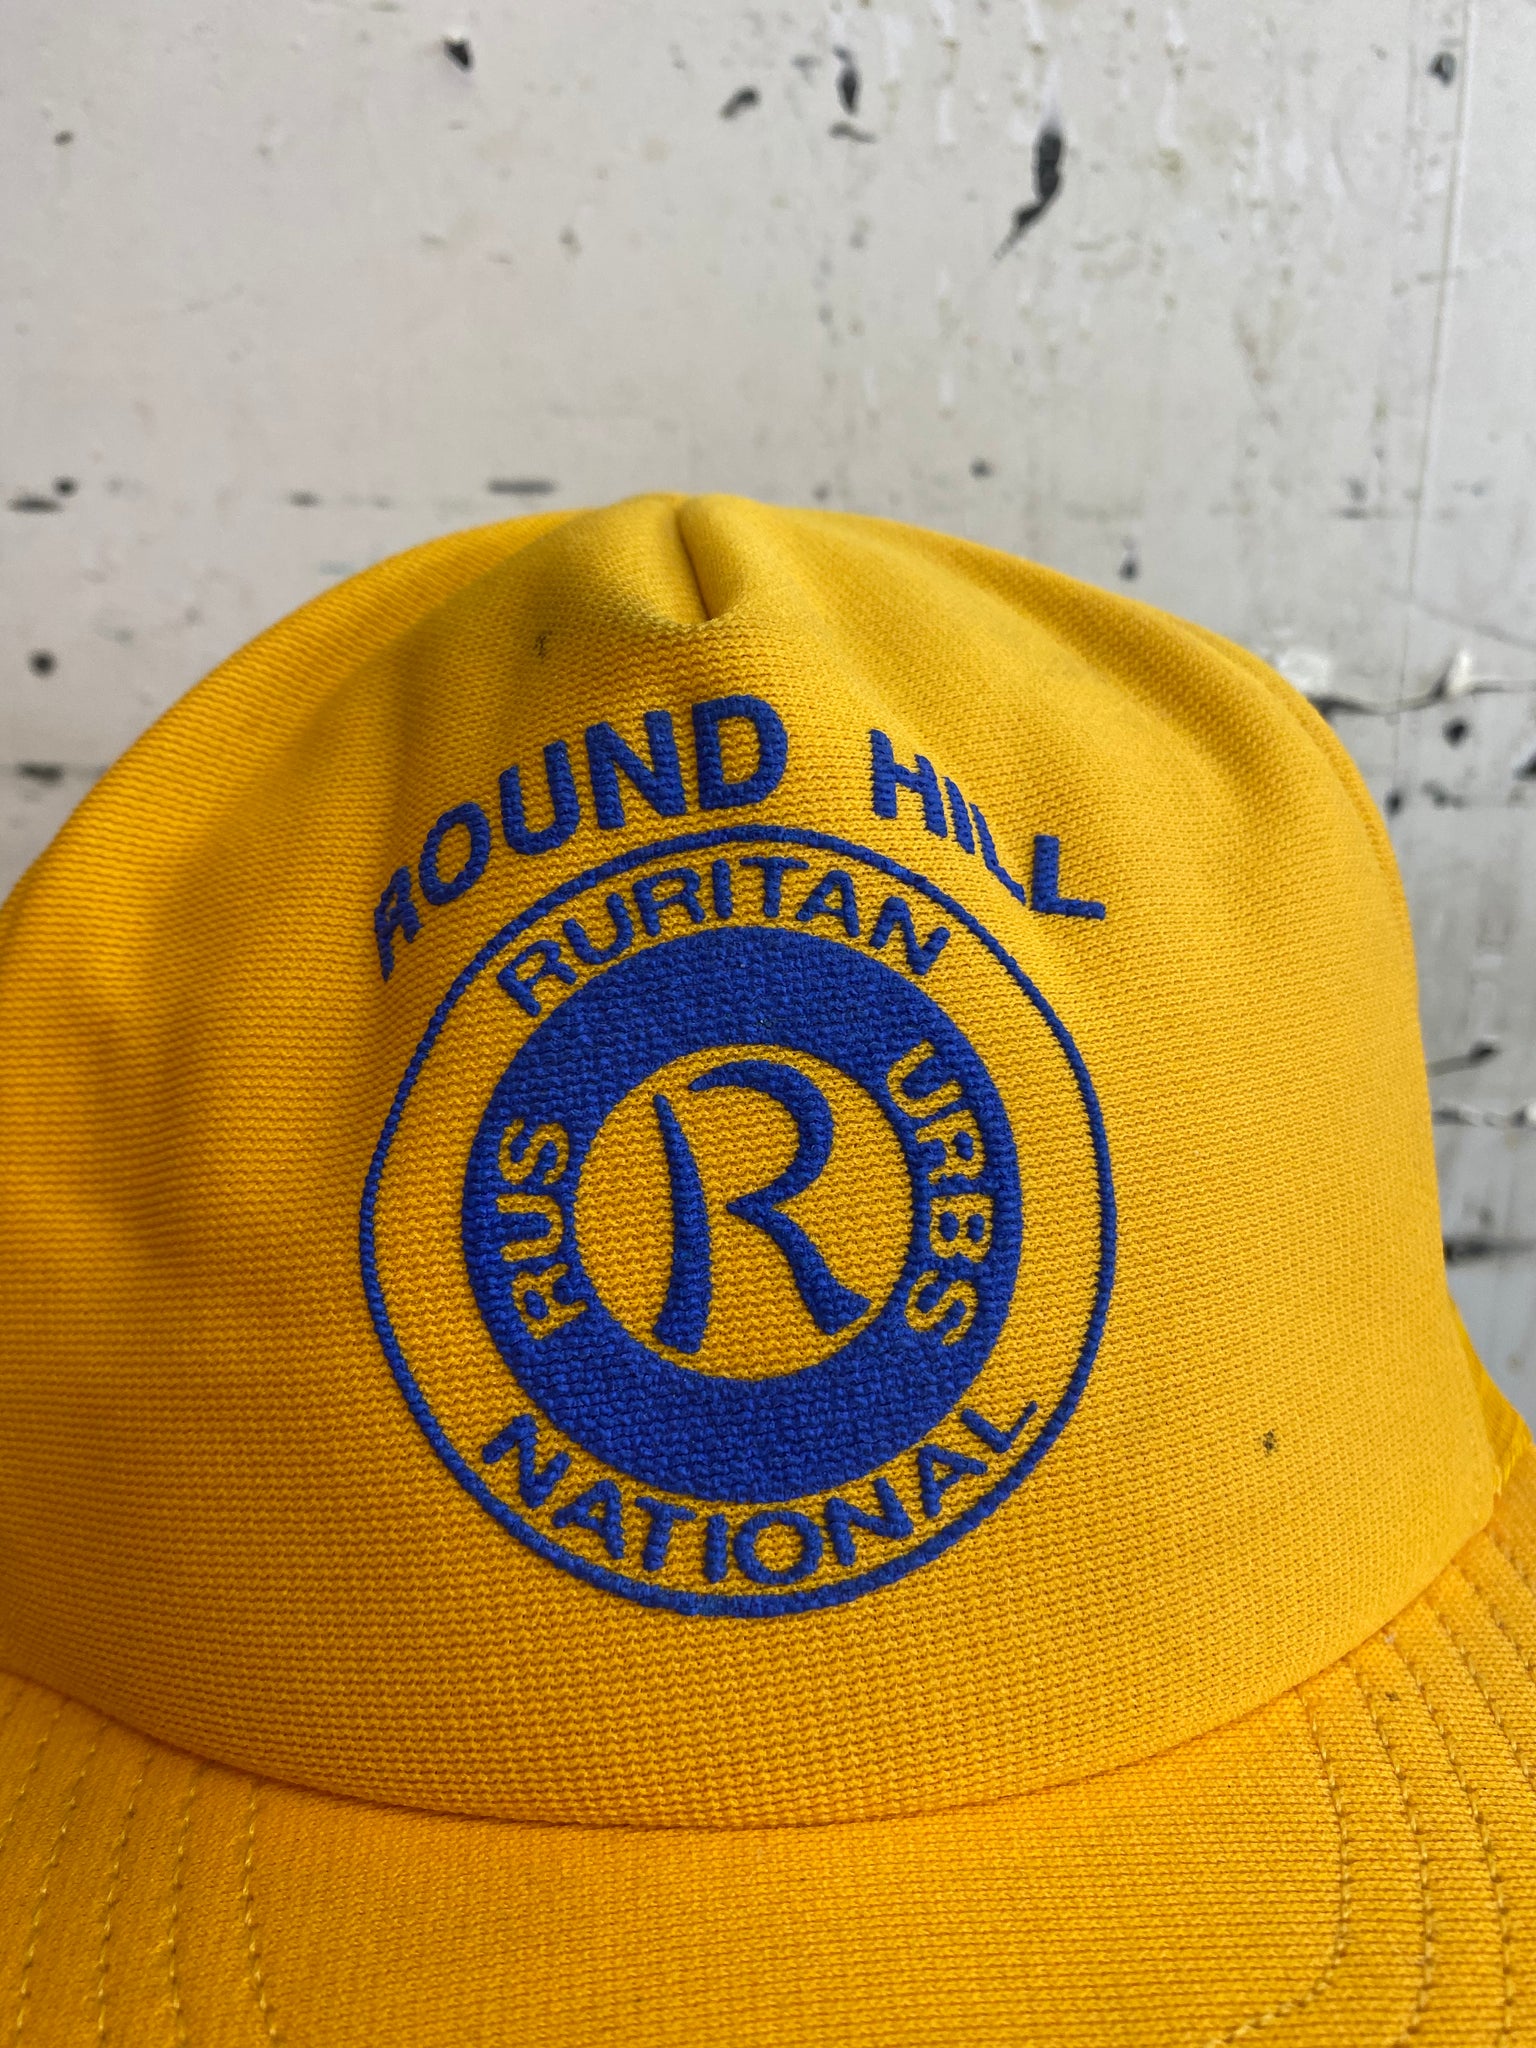 ROUND HILL
RURITAN
RUS
R
URBS
NATIONAL